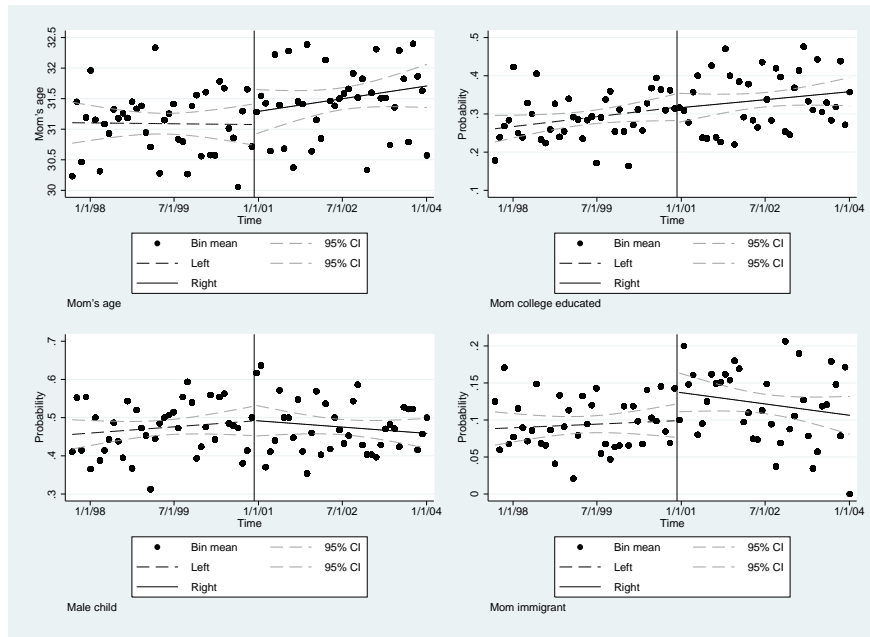 Mom's age
32.5
32
31.5
31
30.5
30
1/1/98
7/1/99
1/1/01
7/1/02
1/1/04
Time
Bin mean
95% CI
Left
95% CI
Right
Mom's age
Probability
.5
.4
.3
.2
.1
1/1/98
7/1/99
1/1/01
7/1/02
1/1/04
Time
Bin mean
95% CI
Left
95% CI
Right
Mom college educated
Probability
.7
.6
.5
.4
.3
1/1/98
7/1/99
1/1/01
7/1/02
1/1/04
Time
Bin mean
95% CI
Left
95% CI
Right
Male child
Probability
.2
.15
.1
.05
0
1/1/98
7/1/99
1/1/01
7/1/02
1/1/04
Time
Bin mean
95% CI
Left
95% CI
Right
Mom immigrant